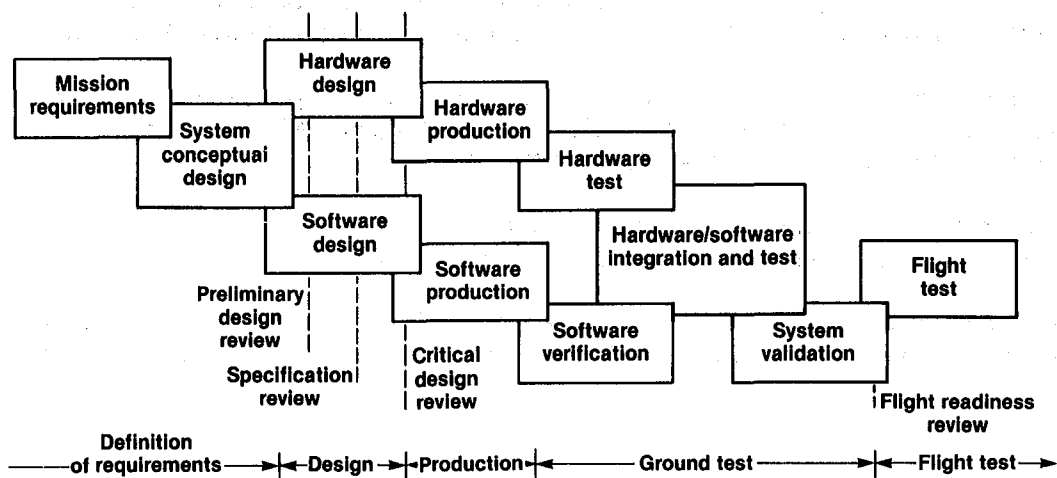 Mission
requirements
System
conceptuai
design
Hardware
design
Hardware
production
Hardware
test
Software
design
Software
production
Software
verification
Hardware/software
integration and test
System
validation
Flight
test
Preliminary
design
review
Specification
review
Critical
design
review
Flight readiness
review
Definition
of requirements
Design
Production
Ground test
Flight test